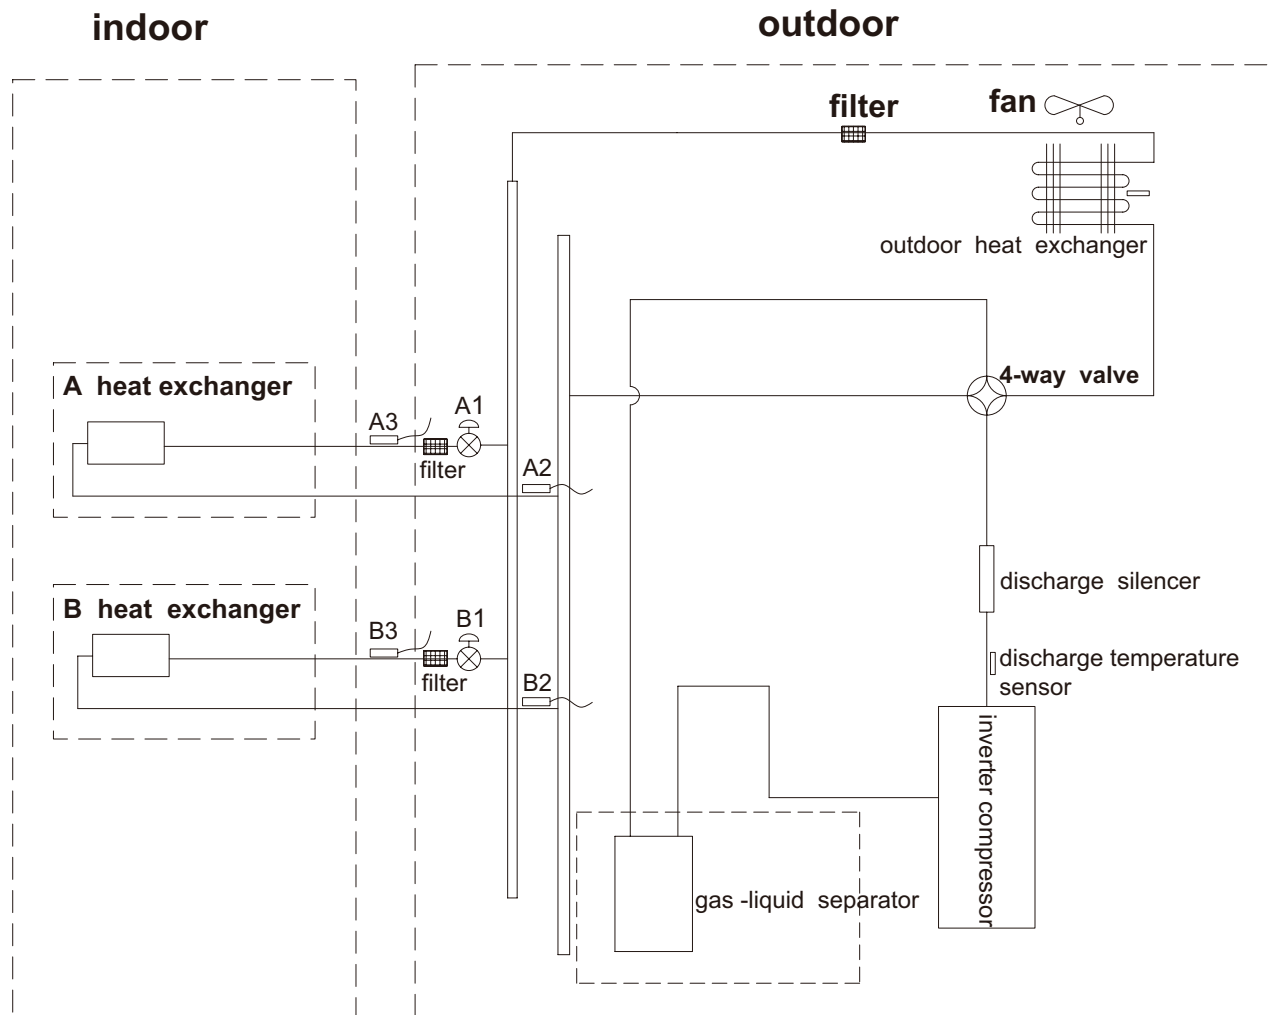 indoor
outdoor
filter
fan
outdoor heat exchanger
4-way valve
A heat exchanger
A3
A1
filter
A2
B heat exchanger
B3
B1
filter
B2
discharge silencer
discharge temperature
sensor
inverter compressor
gas -liquid separator